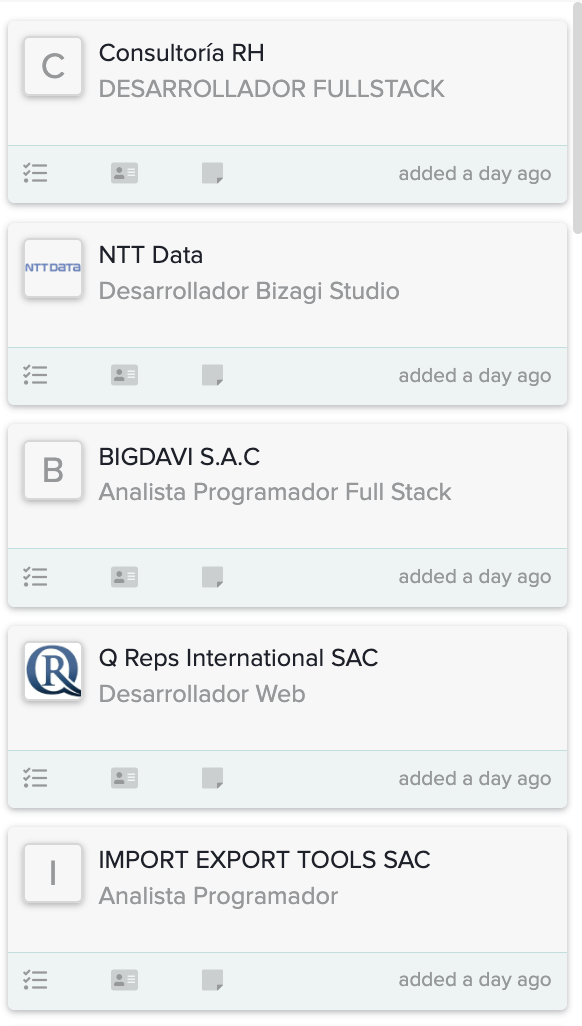 C
Consultoría RH
DESARROLLADOR FULLSTACK
added a day ago
NTT DaTa
NTT Data
Desarrollador Bizagi Studio
added a day ago
B
BIGDAVI S.A.C
Analista Programador Full Stack
added a day ago
QR
Q Reps International SAC
Desarrollador Web
added a day ago
I
IMPORT EXPORT TOOLS SAC
Analista Programador
added a day ago